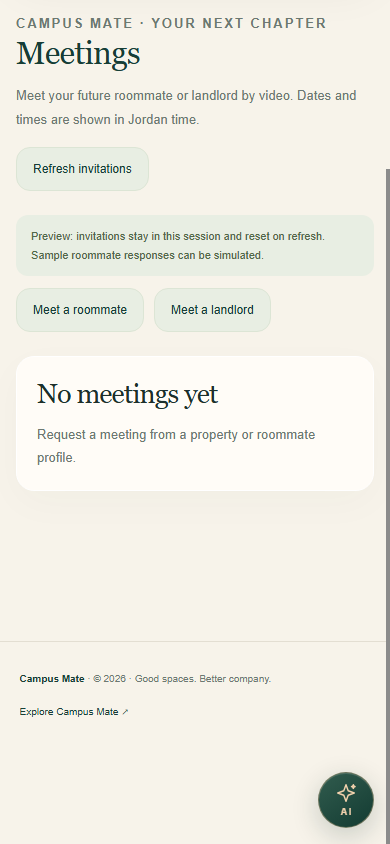 CAMPUS MATE · YOUR NEXT CHAPTER
Meetings
Meet your future roommate or landlord by video. Dates and
times are shown in Jordan time.
Refresh invitations
Preview: invitations stay in this session and reset on refresh.
Sample roommate responses can be simulated.
Meet a roommate
Meet a landlord
No meetings yet
Request a meeting from a property or roommate
profile.
Campus Mate · © 2026 · Good spaces. Better company.
Explore Campus Mate ↗
AI